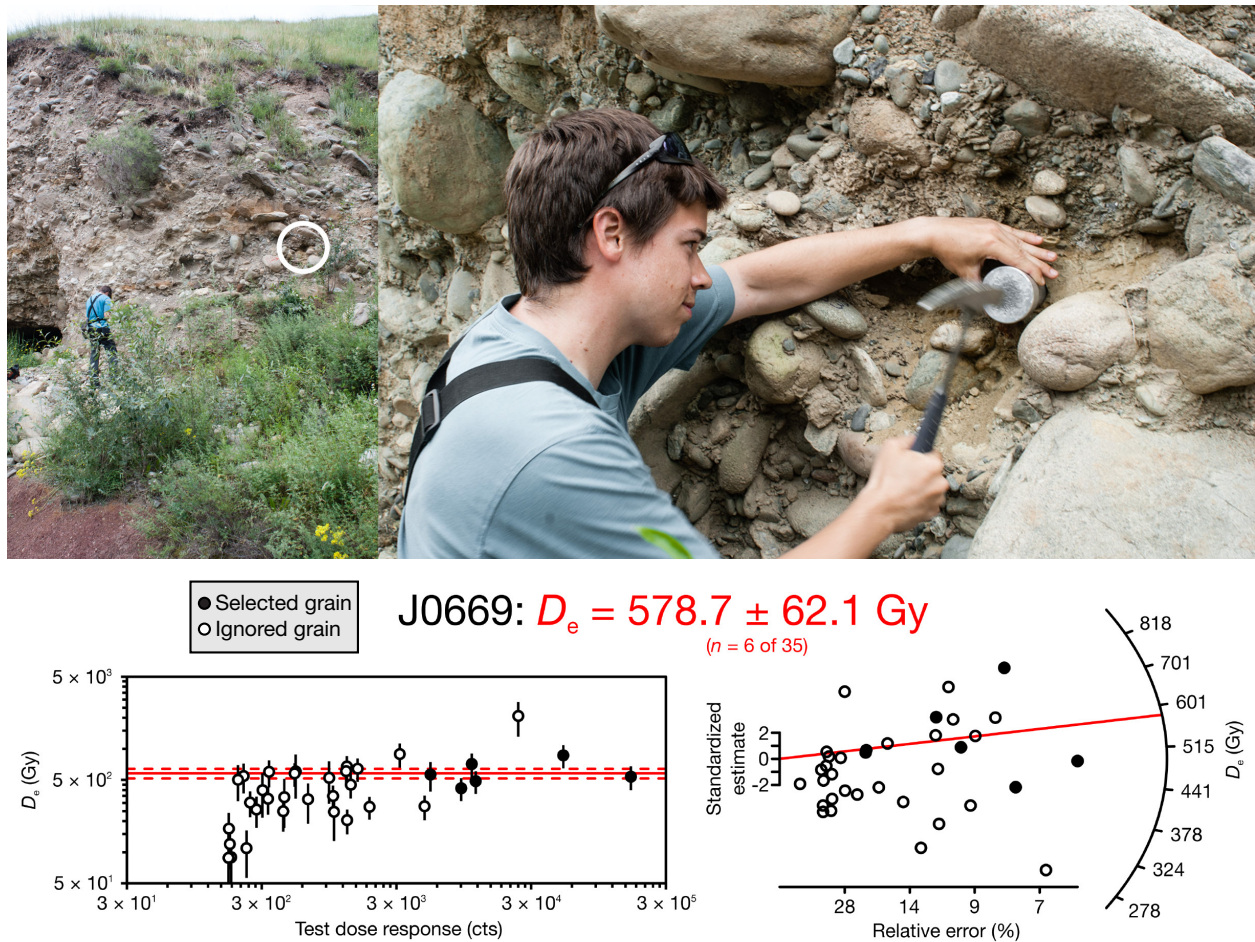 Selected grain
Ignored grain
J0669: Dₑ = 578.7 ± 62.1 Gy
(n = 6 of 35)
5 × 10³
5 × 10²
5 × 10¹
Dₑ (Gy)
3 × 10¹
3 × 10²
3 × 10³
3 × 10⁴
3 × 10⁵
Test dose response (cts)
Standardized
estimate
2
0
-2
28
14
9
7
Relative error (%)
818
701
601
515
441
378
324
278
Dₑ (Gy)